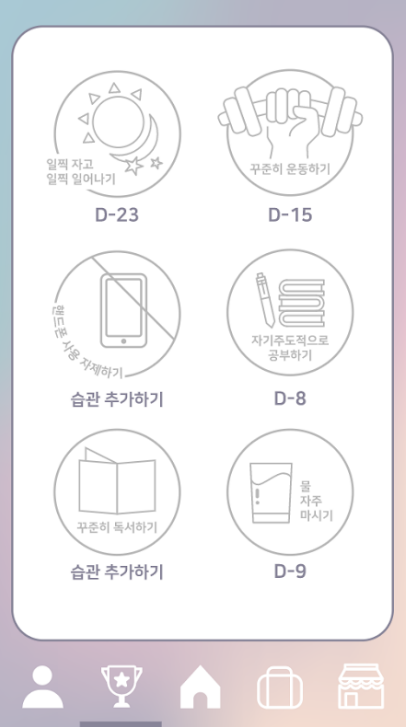 일찍 자고
일찍 일어나기
꾸준히 운동하기
D-23
D-15
핸드폰 사용 자제하기
자기주도적으로
공부하기
습관 추가하기
D-8
꾸준히 독서하기
물
자주
마시기
습관 추가하기
D-9